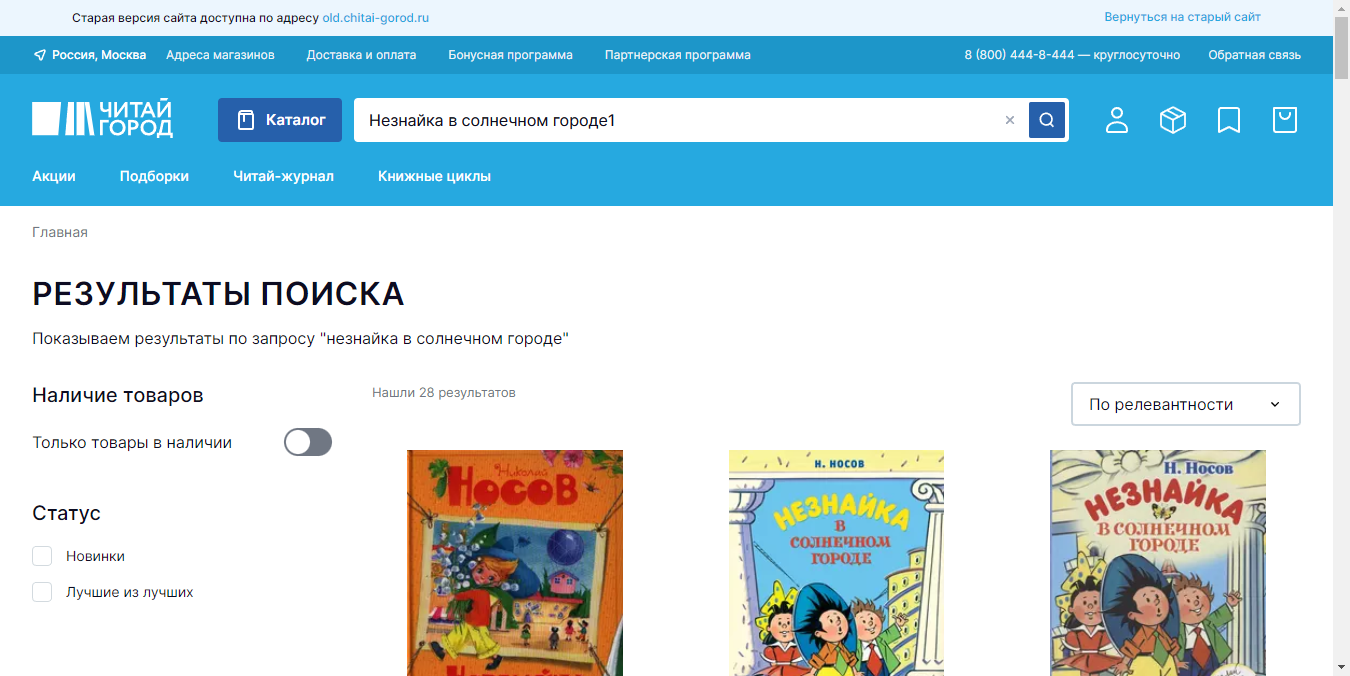 Старая версия сайта доступна по адресу old.chitai-gorod.ru
Вернуться на старый сайт
Россия, Москва Адреса магазинов Доставка и оплата Бонусная программа Партнерская программа 8 (800) 444-8-444 — круглосуточно Обратная связь
ЧИТАЙ
ГОРОД
Каталог
Незнайка в солнечном городе1
Акции Подборки Читай-журнал Книжные циклы
Главная
РЕЗУЛЬТАТЫ ПОИСКА
Показываем результаты по запросу "незнайка в солнечном городе"
Наличие товаров
Только товары в наличии
Статус
Новинки
Лучшие из лучших
Нашли 28 результатов
По релевантности
Николай
Носов
Н. НОСОВ
НЕЗНАЙКА
В
СОЛНЕЧНОМ
ГОРОДЕ
Н. Носов
НЕЗНАЙКА
В СОЛНЕЧНОМ
ГОРОДЕ